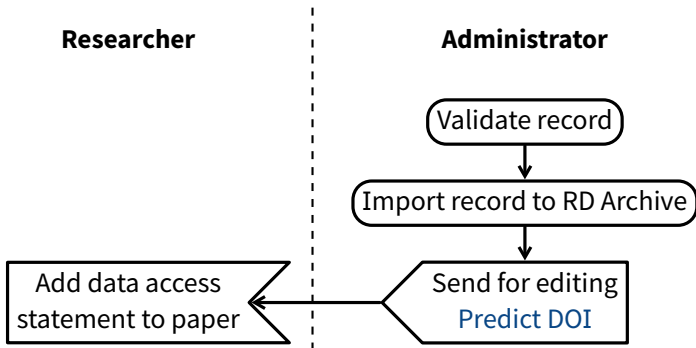 Researcher
Administrator
Validate record
Import record to RD Archive
Add data access
statement to paper
Send for editing
Predict DOI